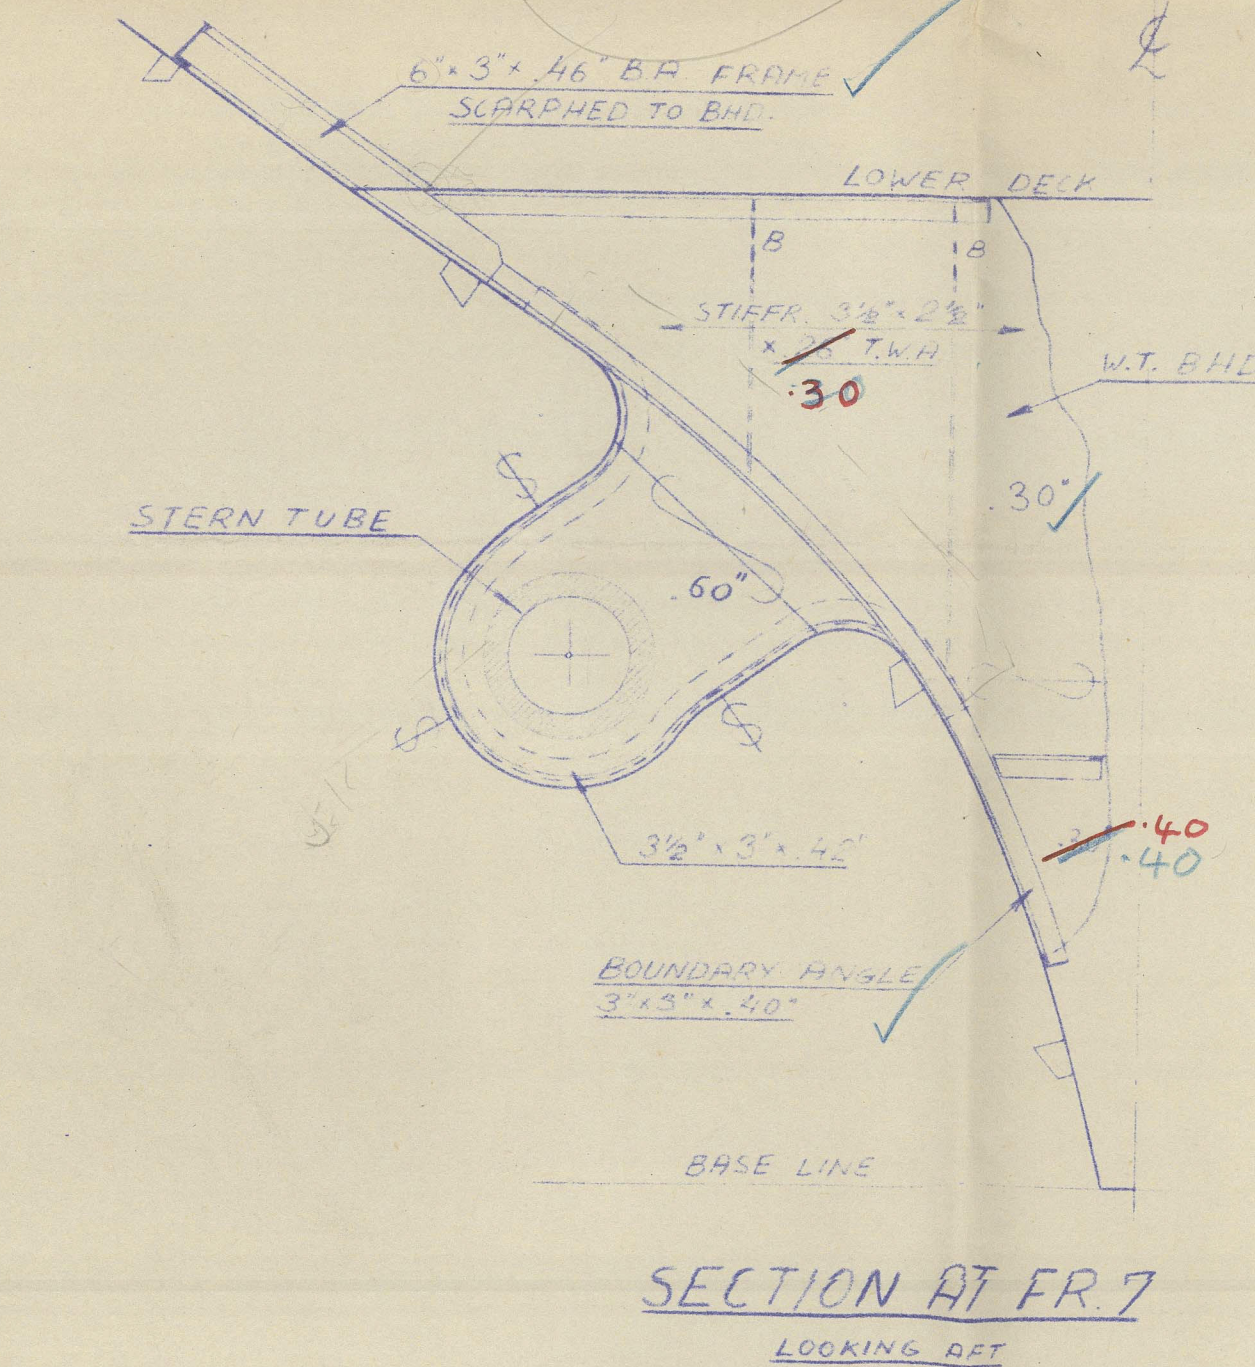 ℄
6" × 3" × .46" B.A. FRAME
SCARPHED TO BHD.
LOWER DECK
B
B
STIFFR. 3½" × 2½"
× .26 T.W.A
.30
W.T. BHD
.30"
STERN TUBE
.60"
3½" × 3" × .42"
.40
.40
BOUNDARY ANGLE
3" × 3" × .40"
BASE LINE
SECTION AT FR. 7
LOOKING AFT